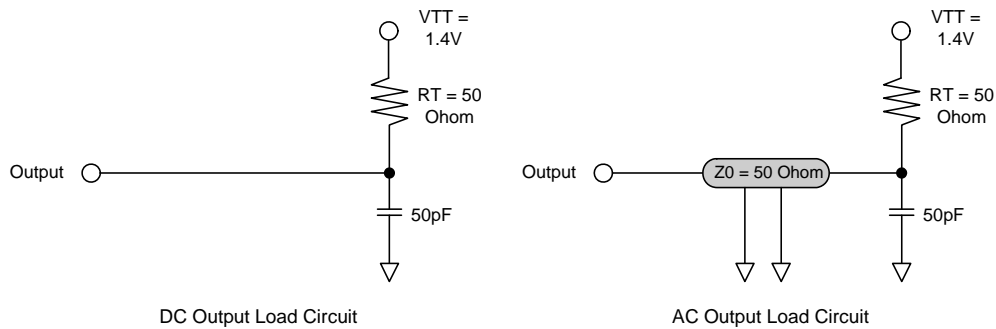 VTT =
1.4V
RT = 50
Ohom
Output
50pF
DC Output Load Circuit
VTT =
1.4V
RT = 50
Ohom
Output
Z0 = 50 Ohom
50pF
AC Output Load Circuit